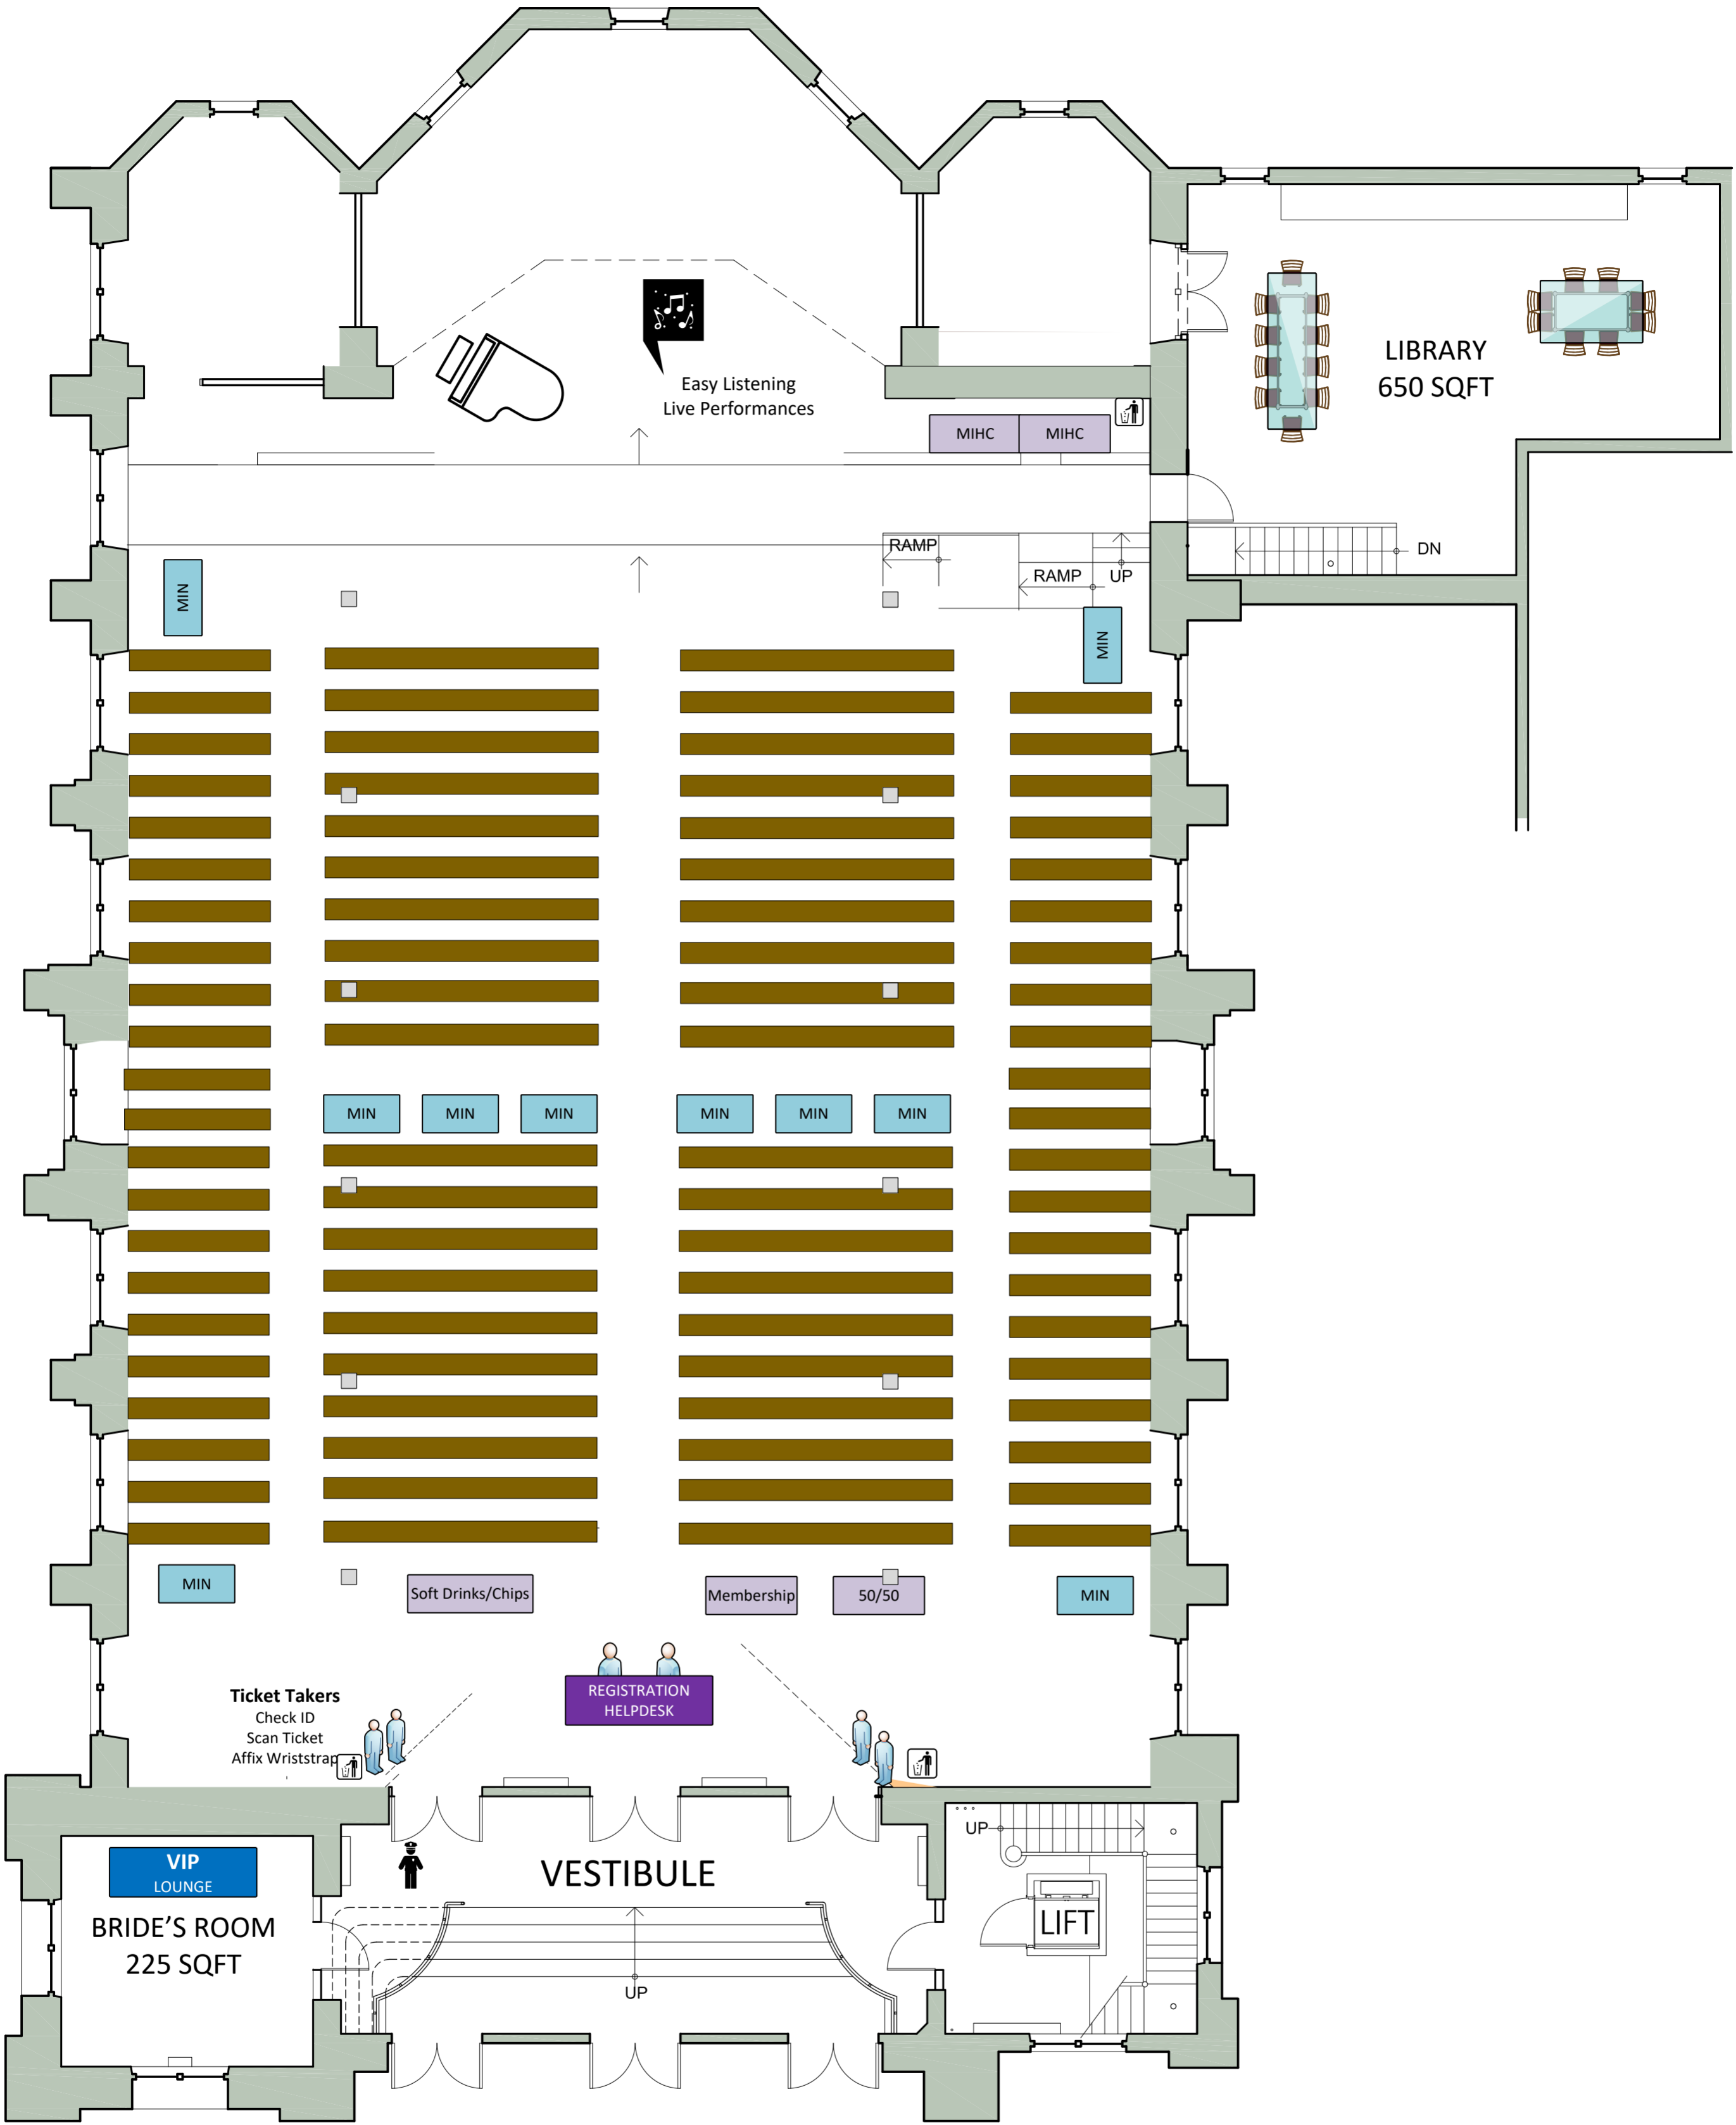 Easy Listening
Live Performances
LIBRARY
650 SQFT
MIHC
MIHC
RAMP
RAMP
UP
DN
MIN
MIN
MIN
MIN
MIN
MIN
MIN
MIN
MIN
Soft Drinks/Chips
Membership
50/50
MIN
REGISTRATION
HELPDESK
Ticket Takers
Check ID
Scan Ticket
Affix Wriststrap
UP
VIP
LOUNGE
VESTIBULE
BRIDE'S ROOM
225 SQFT
LIFT
UP